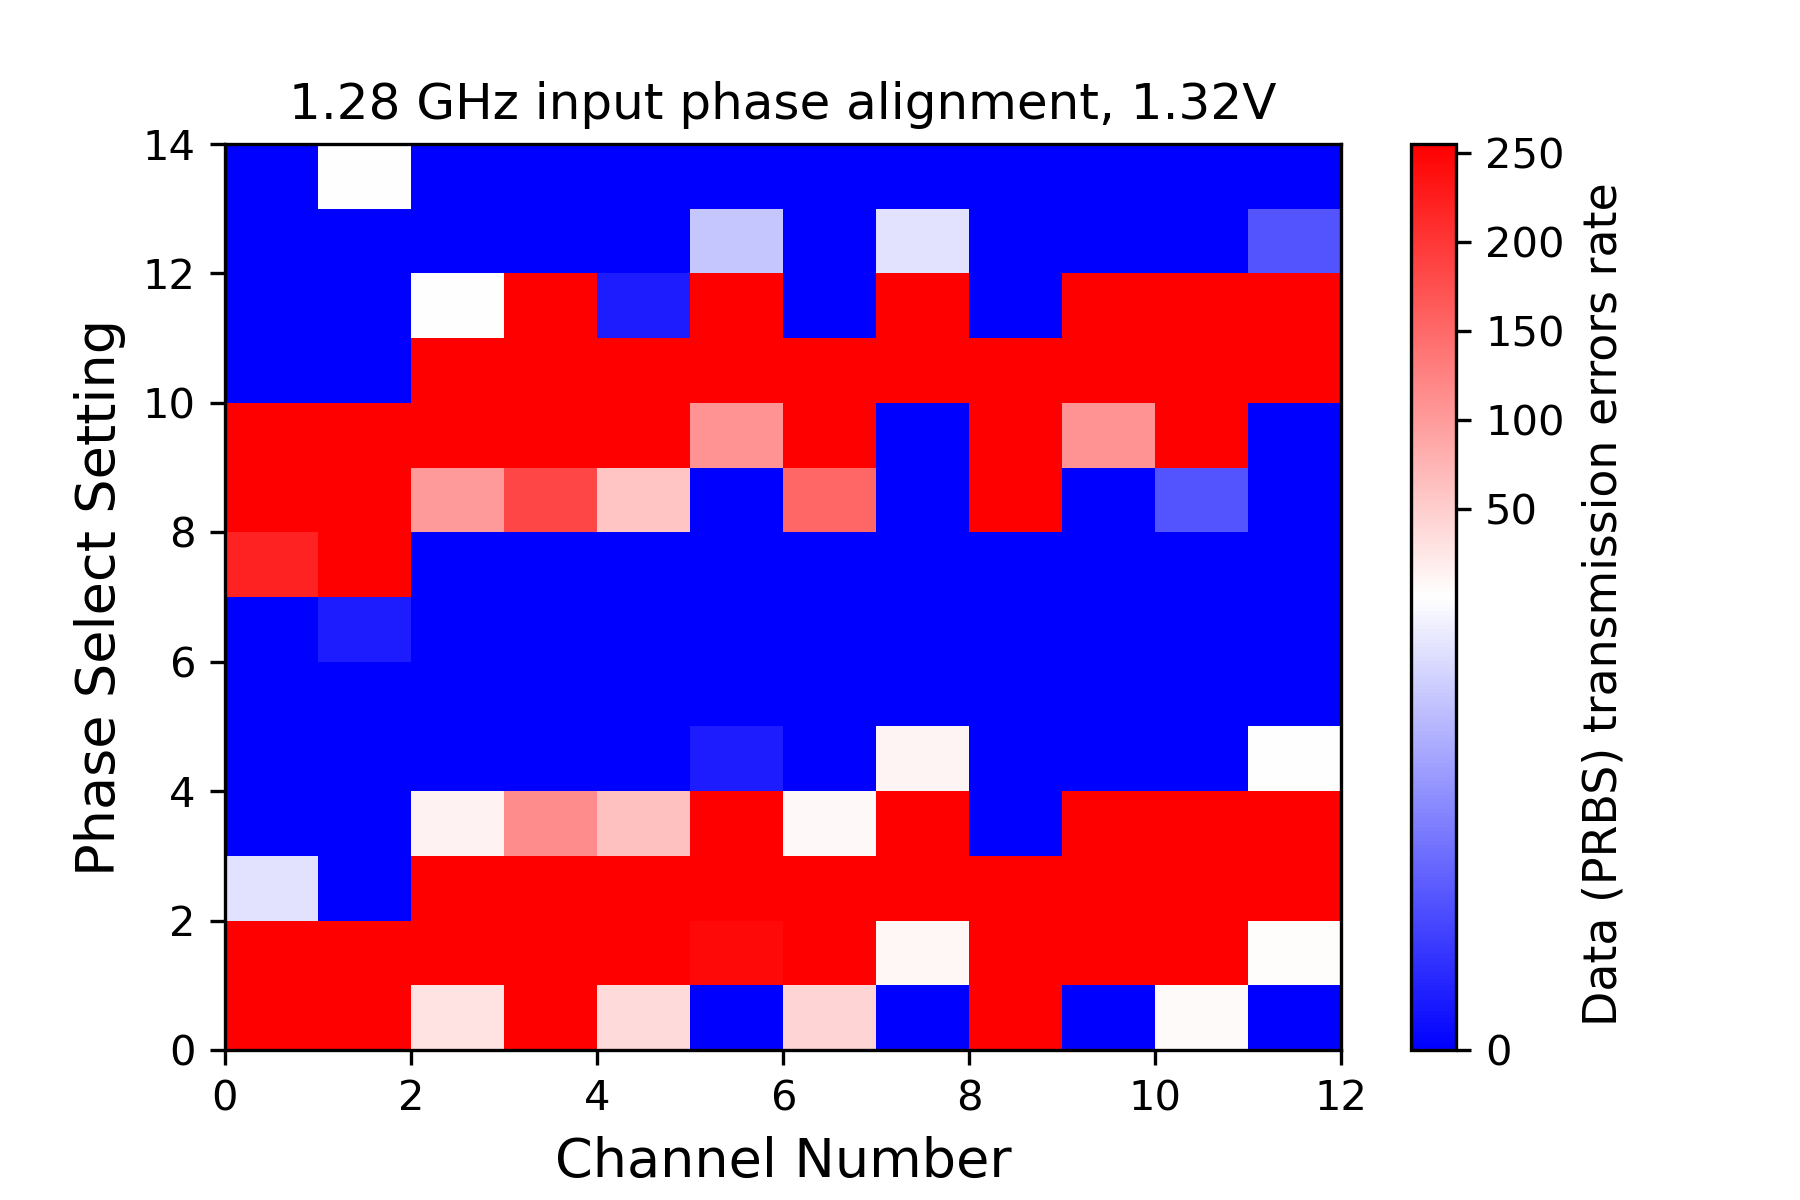 1.28 GHz input phase alignment, 1.32V
14
12
10
8
6
4
2
0
Phase Select Setting
0 2 4 6 8 10 12
Channel Number
250
200
150
100
50
0
Data (PRBS) transmission errors rate